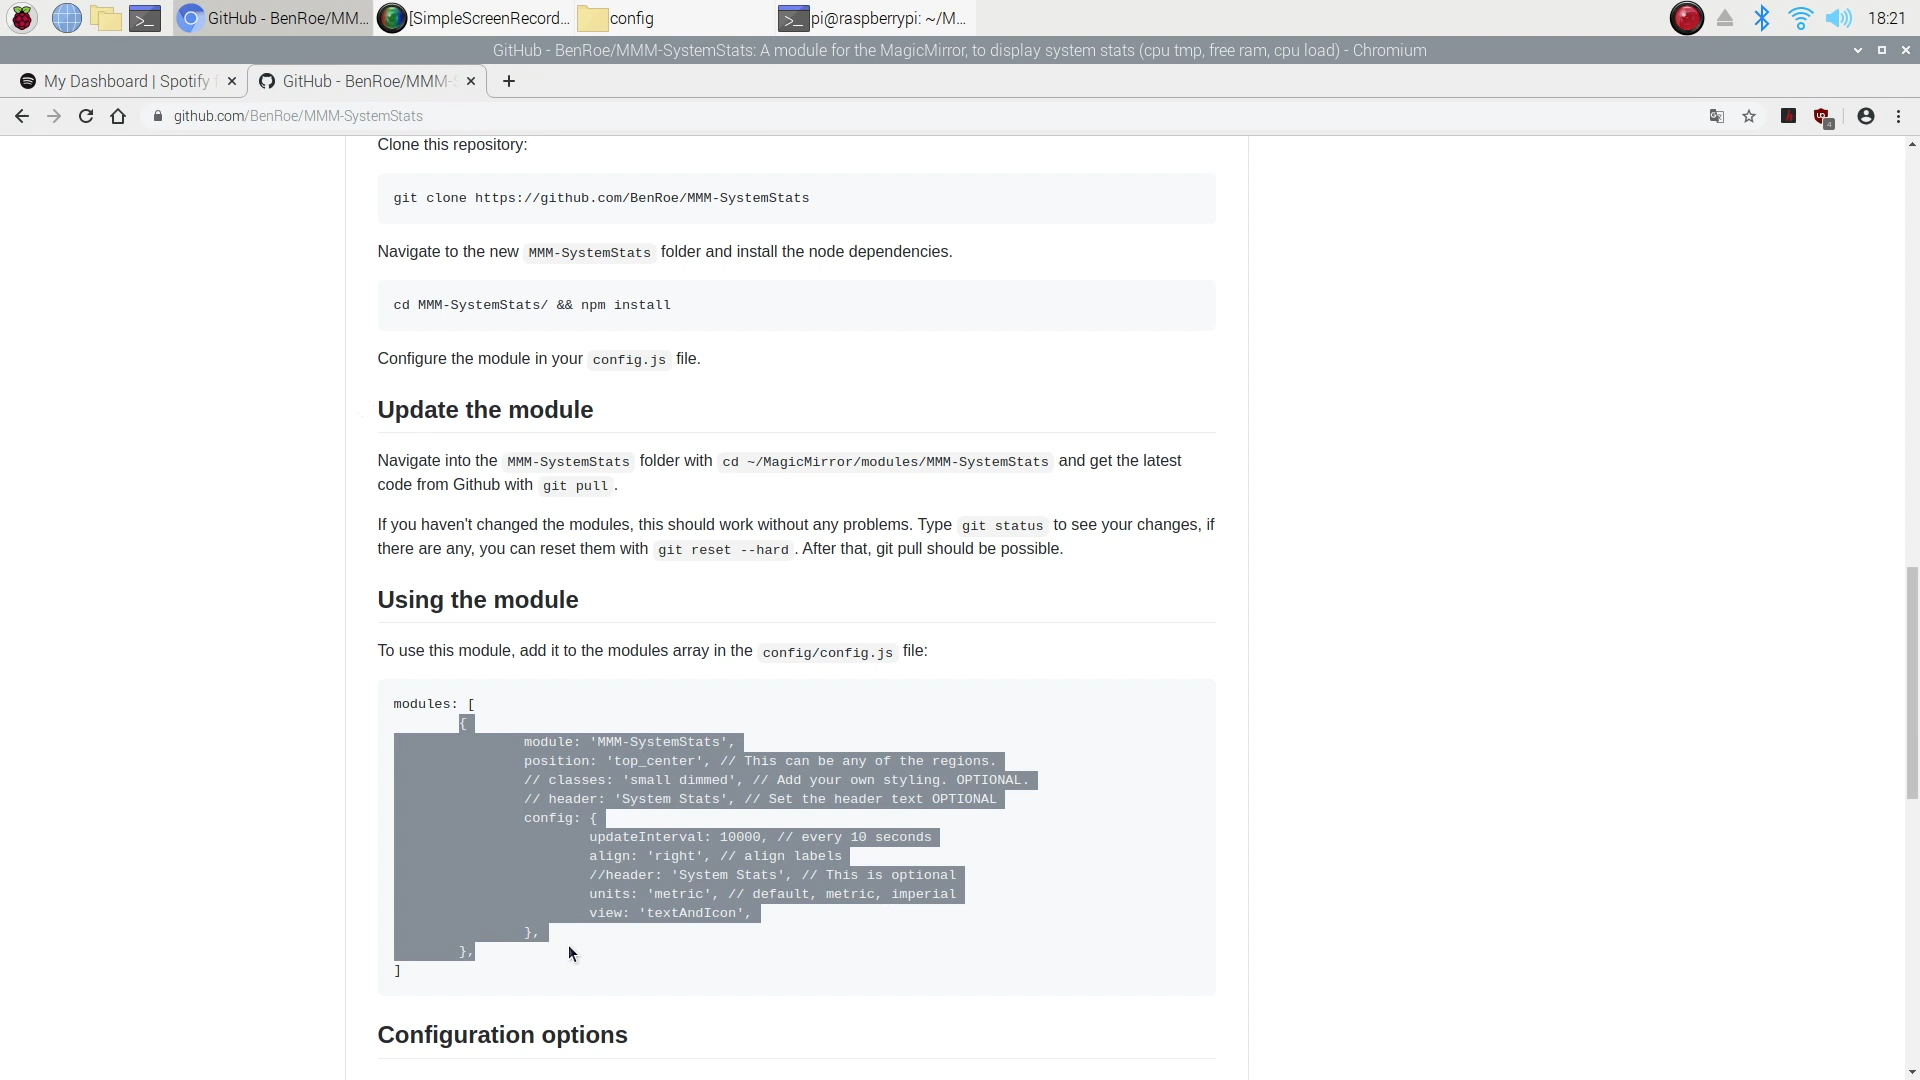 GitHub - BenRoe/MM...
[SimpleScreenRecord...
config
pi@raspberrypi: ~/M...
18:21
GitHub - BenRoe/MMM-SystemStats: A module for the MagicMirror, to display system stats (cpu tmp, free ram, cpu load) - Chromium
My Dashboard | Spotify
GitHub - BenRoe/MMM-
github.com/BenRoe/MMM-SystemStats
4
Clone this repository:
git clone https://github.com/BenRoe/MMM-SystemStats
Navigate to the new MMM-SystemStats folder and install the node dependencies.
cd MMM-SystemStats/ && npm install
Configure the module in your config.js file.
Update the module
Navigate into the MMM-SystemStats folder with cd ~/MagicMirror/modules/MMM-SystemStats and get the latest
code from Github with git pull.
If you haven't changed the modules, this should work without any problems. Type git status to see your changes, if
there are any, you can reset them with git reset --hard. After that, git pull should be possible.
Using the module
To use this module, add it to the modules array in the config/config.js file:
modules: [
{
module: 'MMM-SystemStats',
position: 'top_center', // This can be any of the regions.
// classes: 'small dimmed', // Add your own styling. OPTIONAL.
// header: 'System Stats', // Set the header text OPTIONAL
config: {
updateInterval: 10000, // every 10 seconds
align: 'right', // align labels
//header: 'System Stats', // This is optional
units: 'metric', // default, metric, imperial
view: 'textAndIcon',
},
},
]
Configuration options